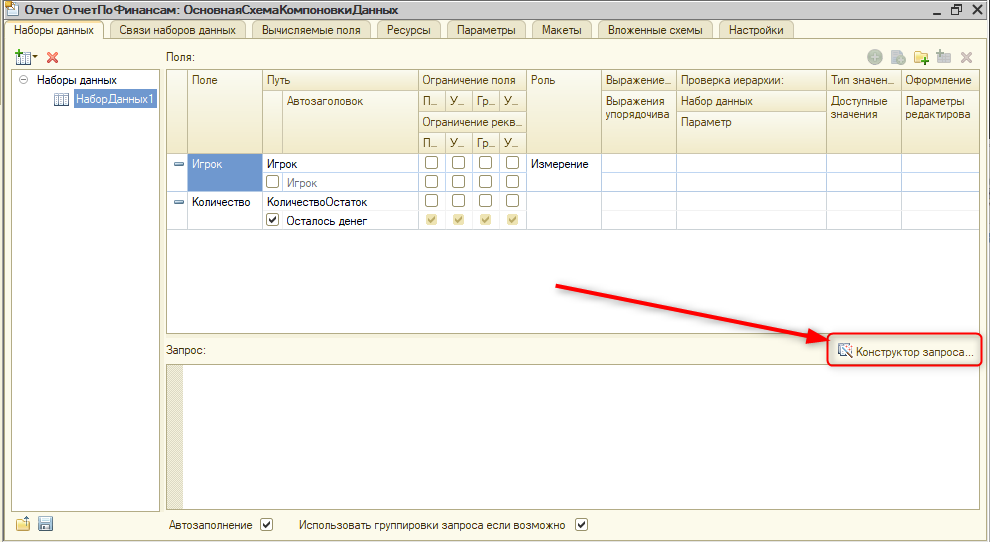 Отчет ОтчетПоФинансам: ОсновнаяСхемаКомпоновкиДанных
Наборы данных Связи наборов данных Вычисляемые поля Ресурсы Параметры Макеты Вложенные схемы Настройки
Поля:
Наборы данных
НаборДанных1
Поле Путь Ограничение поля Роль Выражение... Проверка иерархии: Тип значен... Оформление
Автозаголовок П... У... Гр... У... Выражения упорядочива Набор данных Доступные значения Параметры редактирова
Ограничение рекв... Параметр
П... У... Гр... У...
Игрок Игрок Измерение
Игрок
Количество КоличествоОстаток
Осталось денег
Запрос: Конструктор запроса...
Автозаполнение Использовать группировки запроса если возможно